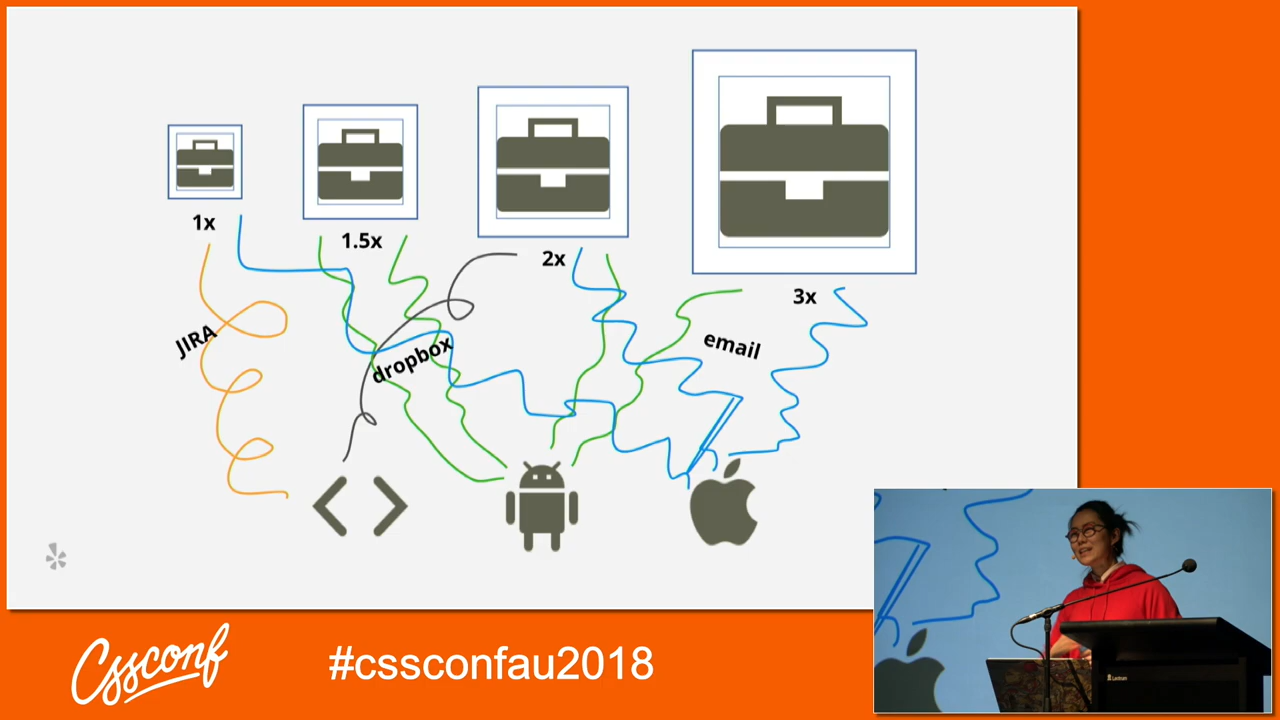 1x
1.5x
2x
3x
JIRA
dropbox
email
cssconf
#cssconfau2018